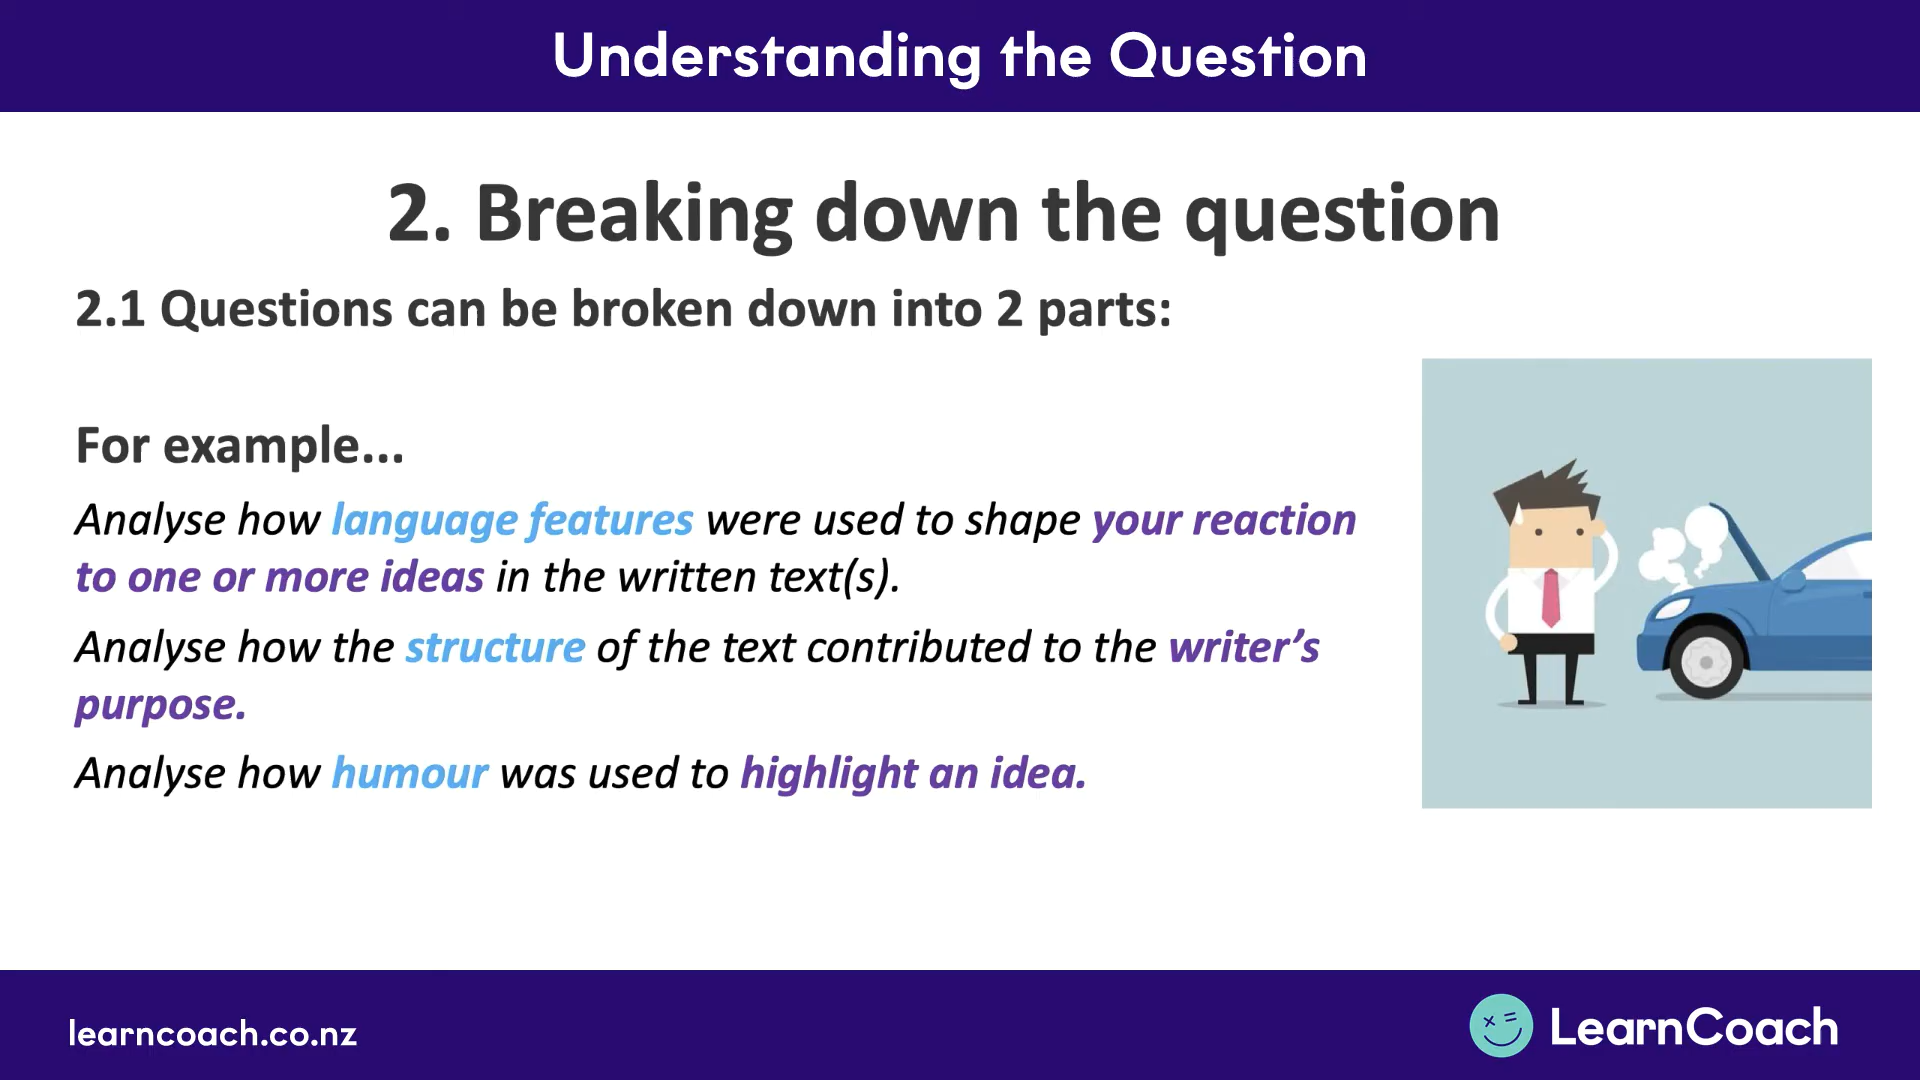 Understanding the Question
2. Breaking down the question
2.1 Questions can be broken down into 2 parts:
For example...
Analyse how language features were used to shape your reaction
to one or more ideas in the written text(s).
Analyse how the structure of the text contributed to the writer’s
purpose.
Analyse how humour was used to highlight an idea.
learncoach.co.nz
LearnCoach